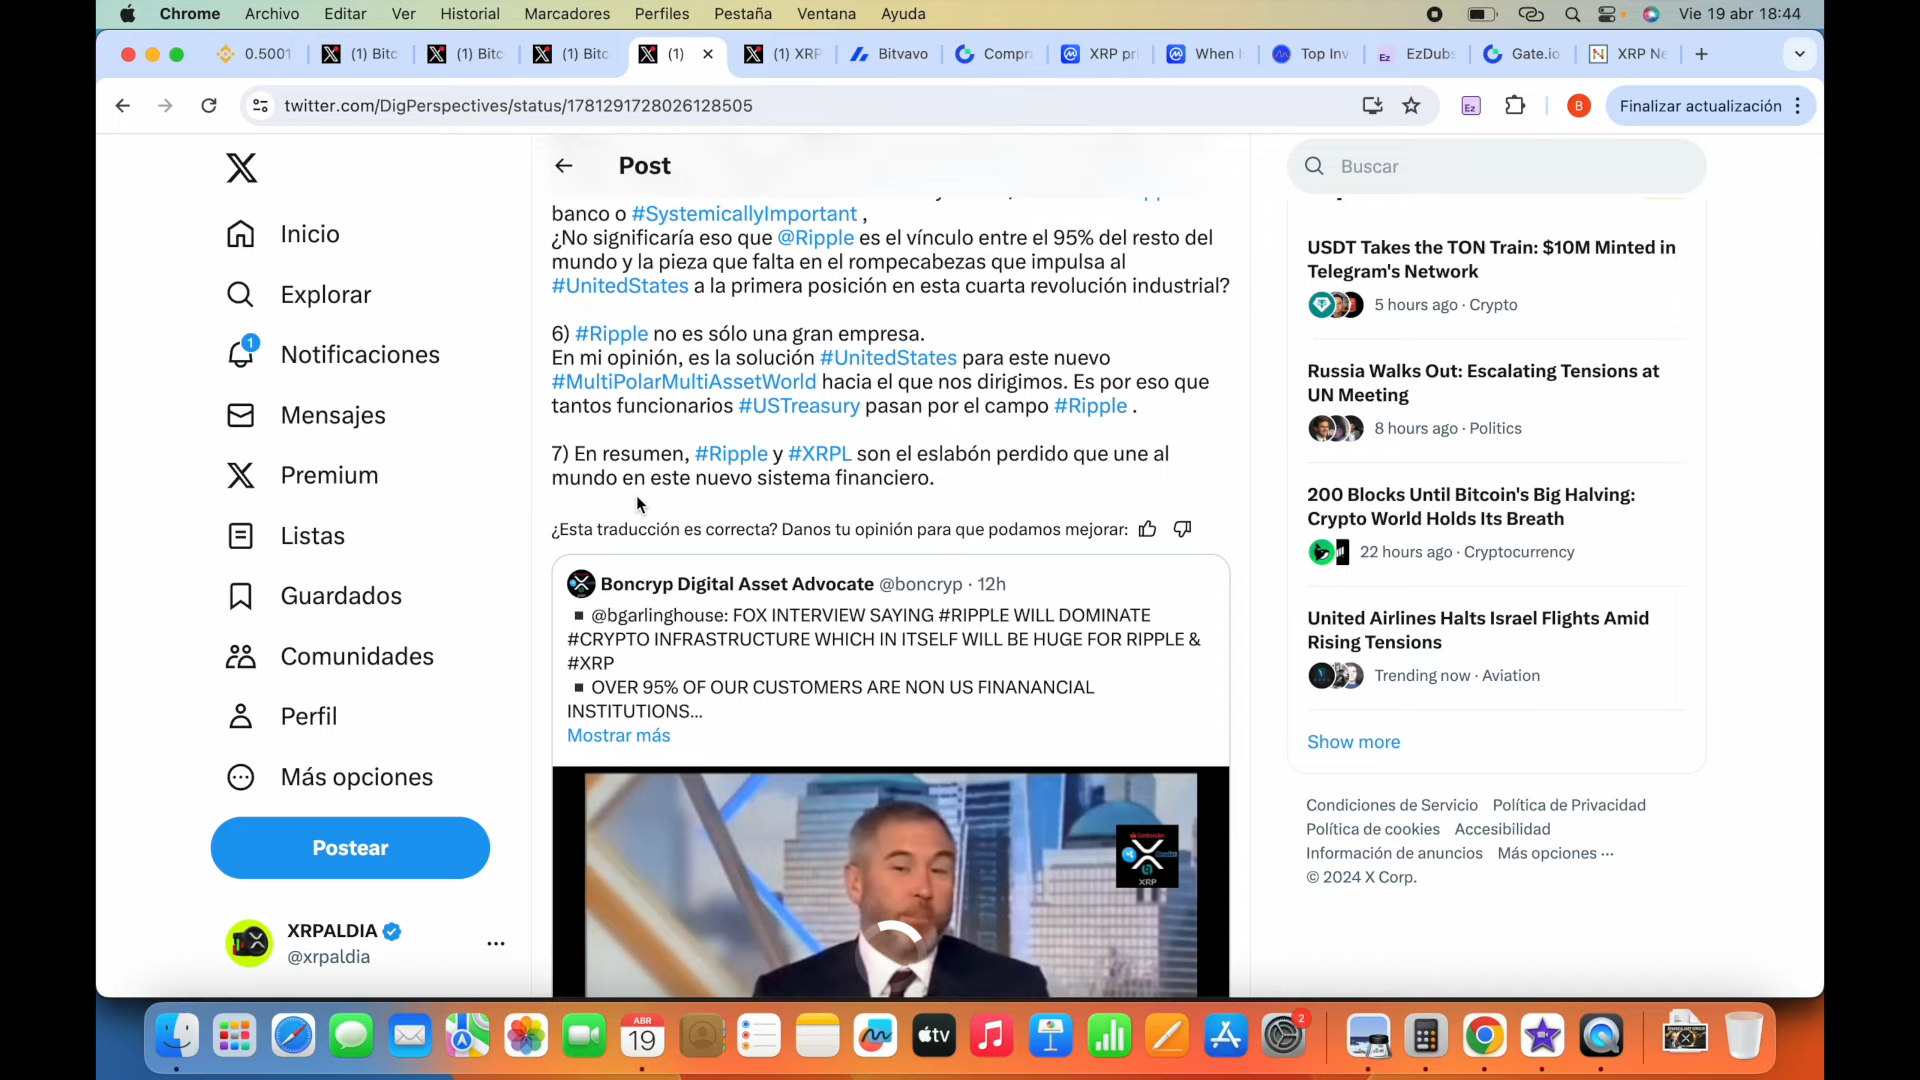 Chrome Archivo Editar Ver Historial Marcadores Perfiles Pestaña Ventana Ayuda Vie 19 abr 18:44
0.5001 (1) Bitc (1) Bitc (1) Bitc (1) (1) XRP Bitvavo Compra XRP pri When I Top Inv Ez EzDubs Gate.io N XRP Ne
twitter.com/DigPerspectives/status/1781291728026128505 Ez B Finalizar actualización
Post
Buscar
Inicio
Explorar
1
Notificaciones
Mensajes
Premium
Listas
Guardados
Comunidades
Perfil
Más opciones
Postear
XRPALDIA
@xrpaldia
banco o #SystemicallyImportant ,
¿No significaría eso que @Ripple es el vínculo entre el 95% del resto del
mundo y la pieza que falta en el rompecabezas que impulsa al
#UnitedStates a la primera posición en esta cuarta revolución industrial?
6) #Ripple no es sólo una gran empresa.
En mi opinión, es la solución #UnitedStates para este nuevo
#MultiPolarMultiAssetWorld hacia el que nos dirigimos. Es por eso que
tantos funcionarios #USTreasury pasan por el campo #Ripple .
7) En resumen, #Ripple y #XRPL son el eslabón perdido que une al
mundo en este nuevo sistema financiero.
¿Esta traducción es correcta? Danos tu opinión para que podamos mejorar:
Boncryp Digital Asset Advocate @boncryp · 12h
▪ @bgarlinghouse: FOX INTERVIEW SAYING #RIPPLE WILL DOMINATE
#CRYPTO INFRASTRUCTURE WHICH IN ITSELF WILL BE HUGE FOR RIPPLE &
#XRP
▪ OVER 95% OF OUR CUSTOMERS ARE NON US FINANANCIAL
INSTITUTIONS...
Mostrar más
Santander
XRP
USDT Takes the TON Train: $10M Minted in
Telegram's Network
5 hours ago · Crypto
Russia Walks Out: Escalating Tensions at
UN Meeting
8 hours ago · Politics
200 Blocks Until Bitcoin's Big Halving:
Crypto World Holds Its Breath
22 hours ago · Cryptocurrency
United Airlines Halts Israel Flights Amid
Rising Tensions
Trending now · Aviation
Show more
Condiciones de Servicio Política de Privacidad
Política de cookies Accesibilidad
Información de anuncios Más opciones ···
© 2024 X Corp.
ABR
19
tv
2